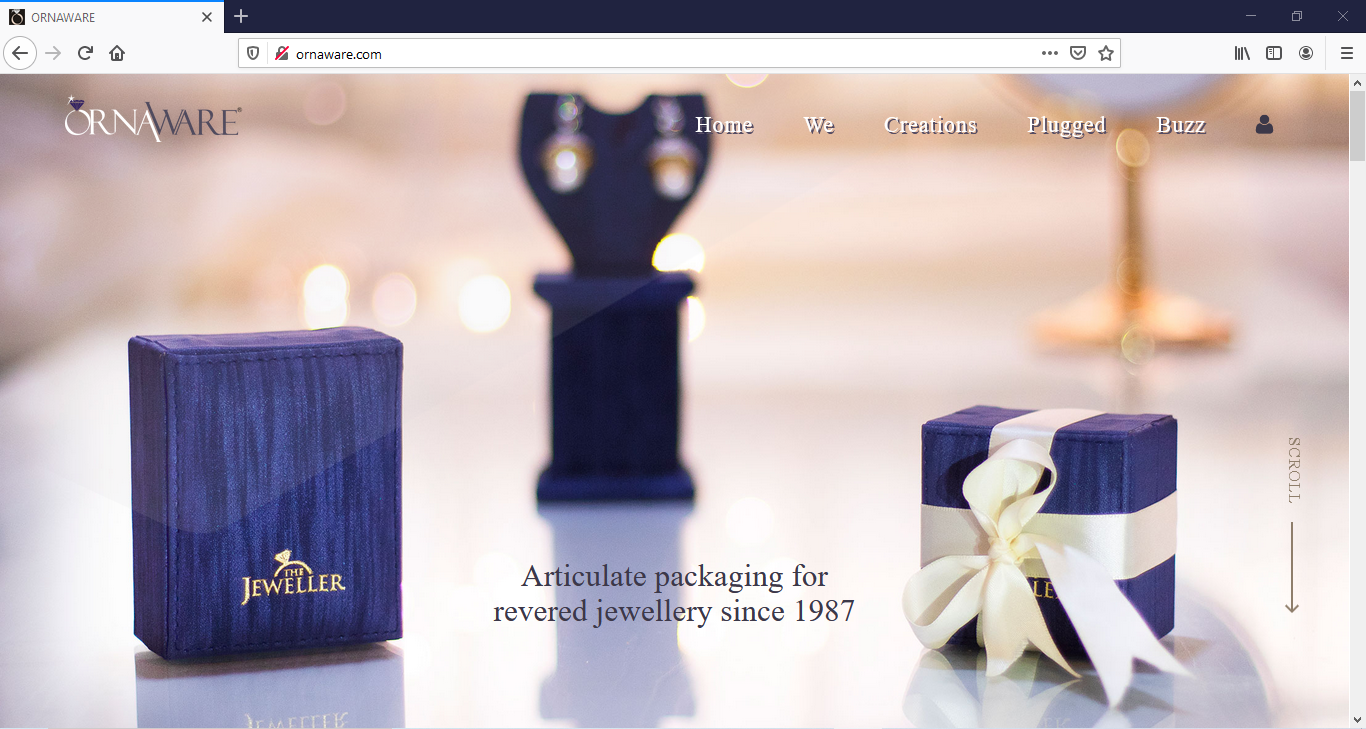 ORNAWARE
ornaware.com
ORNAWARE®
Home We Creations Plugged Buzz
SCROLL
THE
JEWELLER
Articulate packaging for
revered jewellery since 1987